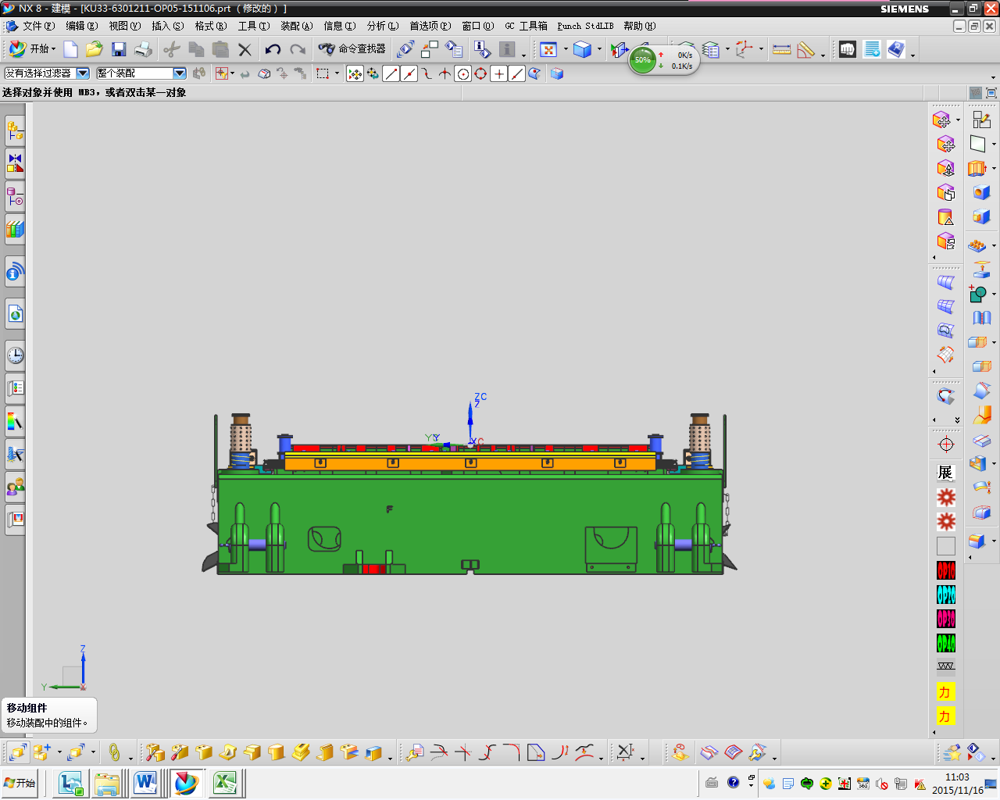 NX 8 - 建模 - [KU33-6301211-OP05-151106.prt （修改的）]
SIEMENS
文件(F) 编辑(E) 视图(V) 插入(S) 格式(R) 工具(T) 装配(A) 信息(I) 分析(L) 首选项(P) 窗口(O) GC 工具箱 Punch StdLIB 帮助(H)
开始 命令查找器
50% 0K/s
0.1K/s
没有选择过滤器 整个装配
选择对象并使用 MB3，或者双击某一对象
ZC
Z
Y Y X C
F
展
OP10
OP20
OP30
OP40
力
力
Z
Y X
移动组件
移动装配中的组件。
开始
11:03
2015/11/16